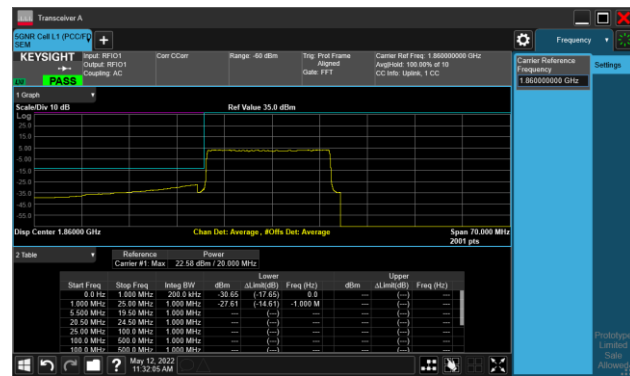 Transceiver A
5GNR Cell L1 (PCC/F
SEM
KEYSIGHT Input: RFIO1 Corr CCorr Range: -60 dBm Trig: Prot Frame Carrier Ref Freq: 1.860000000 GHz
Output: RFIO1 Aligned Avg|Hold: 100.00% of 10
Coupling: AC Gate: FFT CC Info: Uplink, 1 CC
PASS
Frequency
Carrier Reference
Frequency
1.860000000 GHz
Settings
1 Graph
Scale/Div 10 dB Ref Value 35.0 dBm
Log
25.0
15.0
5.00
-5.00
-15.0
-25.0
-35.0
-45.0
-55.0
Disp Center 1.86000 GHz Chan Det: Average , #Offs Det: Average Span 70.000 MHz
2001 pts
2 Table Reference Power
Carrier #1: Max 22.58 dBm / 20.000 MHz
Lower Upper
Start Freq Stop Freq Integ BW dBm ΔLimit(dB) Freq (Hz) dBm ΔLimit(dB) Freq (Hz)
0.0 Hz 1.000 MHz 200.0 kHz -30.65 (-17.65) 0.0 --- (---) ---
1.000 MHz 25.00 MHz 1.000 MHz -27.61 (-14.61) -1.000 M --- (---) ---
5.500 MHz 19.50 MHz 1.000 MHz --- (---) --- --- (---) ---
20.50 MHz 24.50 MHz 1.000 MHz --- (---) --- --- (---) ---
25.00 MHz 100.0 MHz 1.000 MHz --- (---) --- --- (---) ---
100.0 MHz 500.0 MHz 1.000 MHz --- (---) --- --- (---) ---
100.0 MHz 500.0 MHz 1.000 MHz --- (---) --- --- (---) ---
May 12, 2022
11:32:05 AM
Prototype
Limited
Sale
Allowed